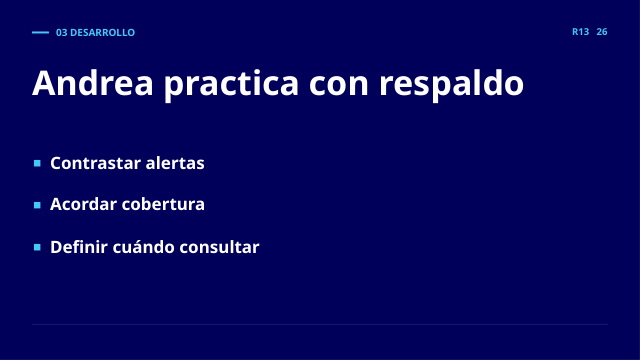 03 DESARROLLO
R13 26
Andrea practica con respaldo
Contrastar alertas
Acordar cobertura
Definir cuándo consultar